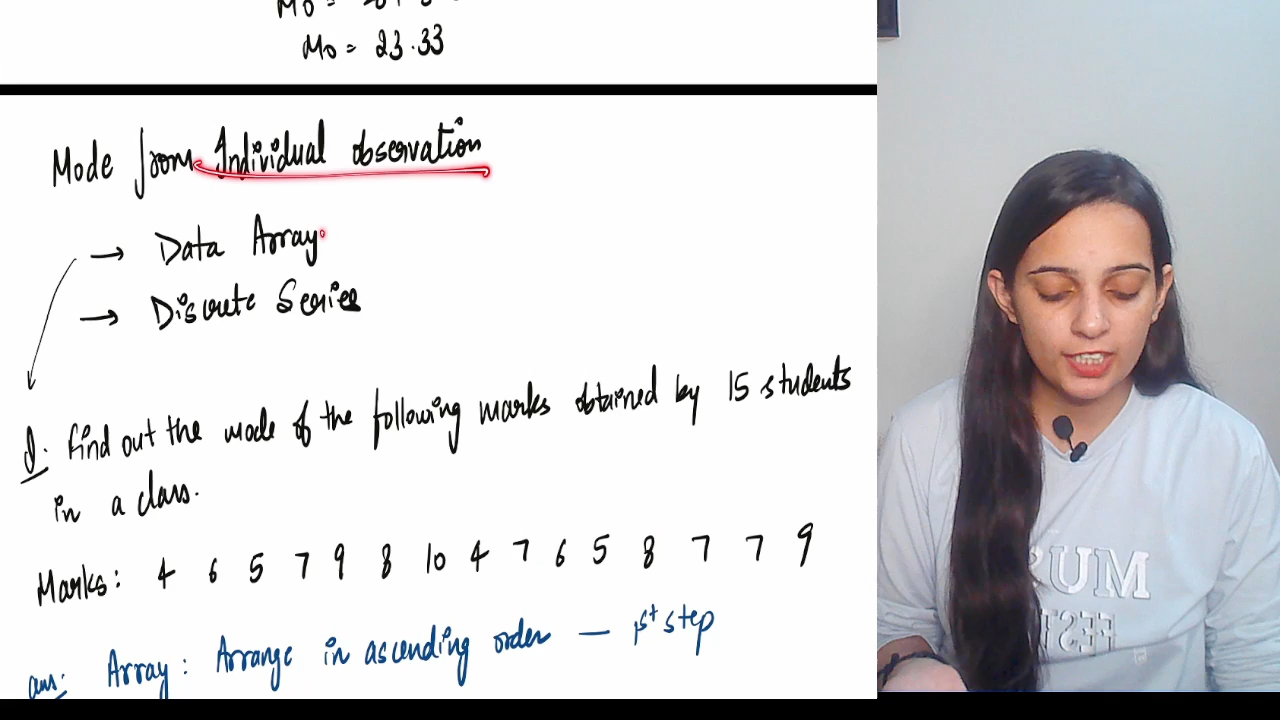 Mo = 23.33
Mode from Individual observation
→ Data Array
→ Discrete Series
Q. Find out the mode of the following marks obtained by 15 students
in a class.
Marks: 4 6 5 7 9 8 10 4 7 6 5 8 7 7 9
ans: Array: Arrange in ascending order — 1st step
RUM